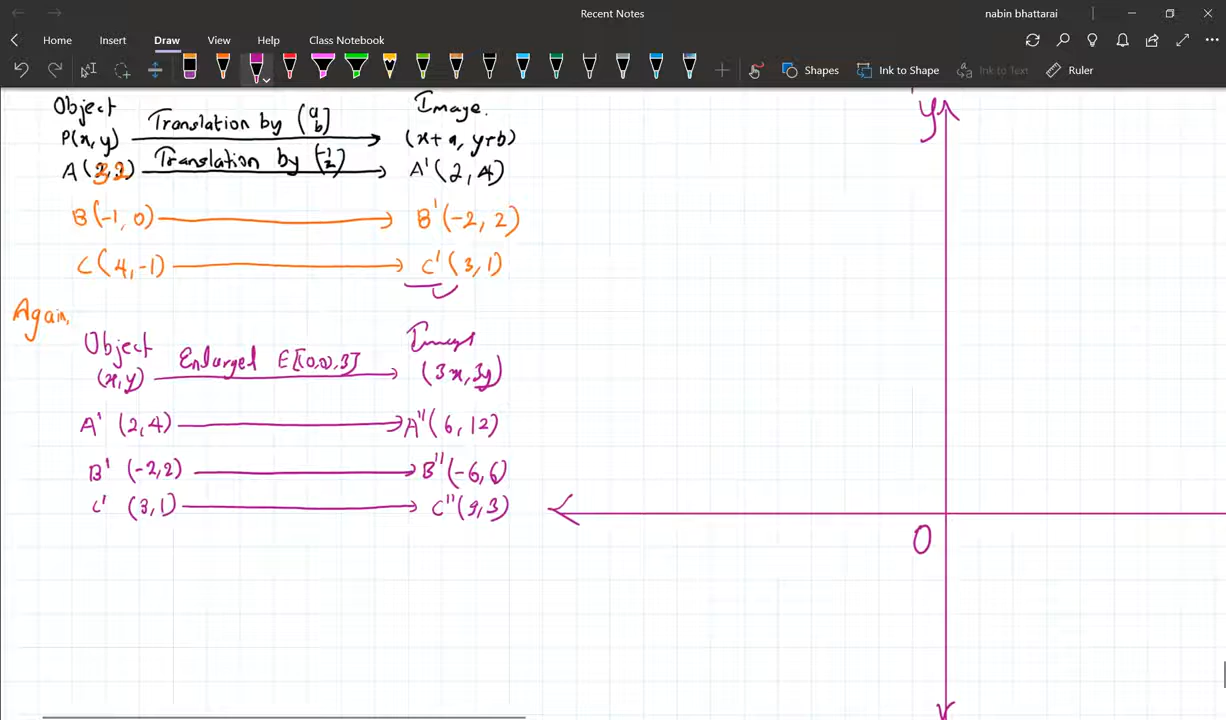 Recent Notes
nabin bhattarai
Home Insert Draw View Help Class Notebook
Shapes Ink to Shape Ink to Text Ruler
Object Image.
P(x, y) Translation by (a b) (x+a, y+b)
A(3,2) Translation by (-1 2) A'(2, 4)
B(-1, 0) B'(-2, 2)
C(4,-1) C'(3, 1)
Again,
Object Image
(x,y) Enlarged E[(0,0),3] (3x,3y)
A' (2,4) A''(6, 12)
B' (-2,2) B''(-6,6)
C' (3,1) C''(9,3)
y
O